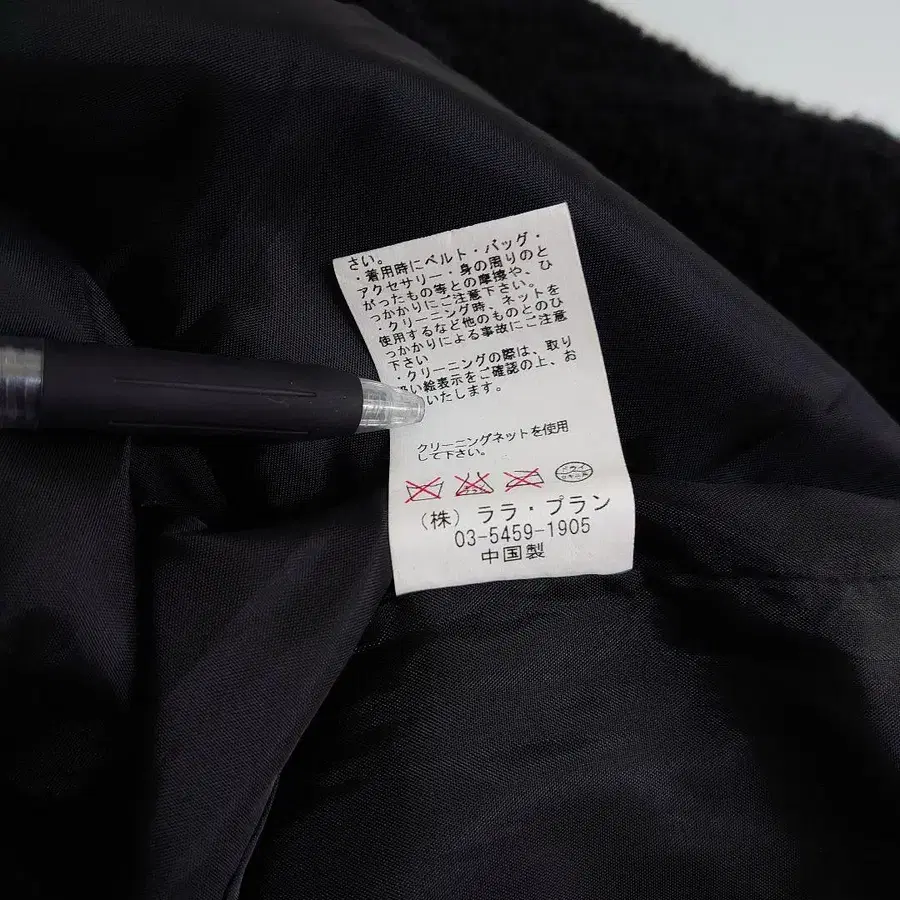 さい。
・着用時にベルト・バッグ・
アクセサリー・身の周りのと
がったもの等との摩擦や、ひ
っかかりにご注意下さい。
・クリーニング時、ネットを
使用するなど他のものとのひ
っかかりによる事故にご注意
下さい
・クリーニングの際は、取り
扱い絵表示をご確認の上、お
いたします。
クリーニングネットを使用
して下さい。
ドライ
セキユ系
(株) ララ・プラン
03-5459-1905
中国製